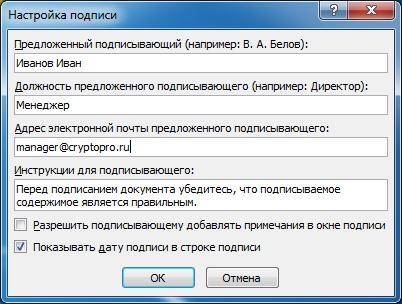 Настройка подписи
Предложенный подписывающий (например: В. А. Белов):
Иванов Иван
Должность предложенного подписывающего (например: Директор):
Менеджер
Адрес электронной почты предложенного подписывающего:
manager@cryptopro.ru
Инструкции для подписывающего:
Перед подписанием документа убедитесь, что подписываемое
содержимое является правильным.
Разрешить подписывающему добавлять примечания в окне подписи
Показывать дату подписи в строке подписи
ОК
Отмена